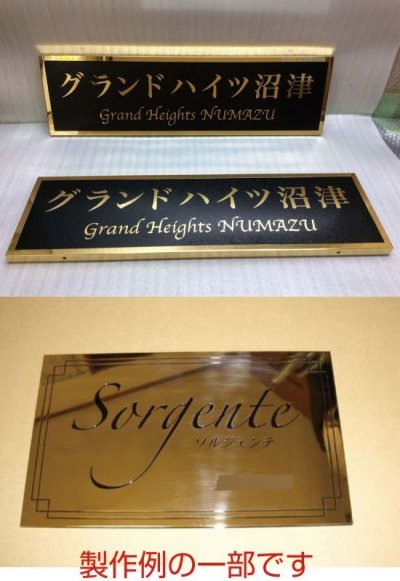 グランドハイツ沼津
Grand Heights NUMAZU
グランドハイツ沼津
Grand Heights NUMAZU
Sorgente
ソルジェンテ
製作例の一部です